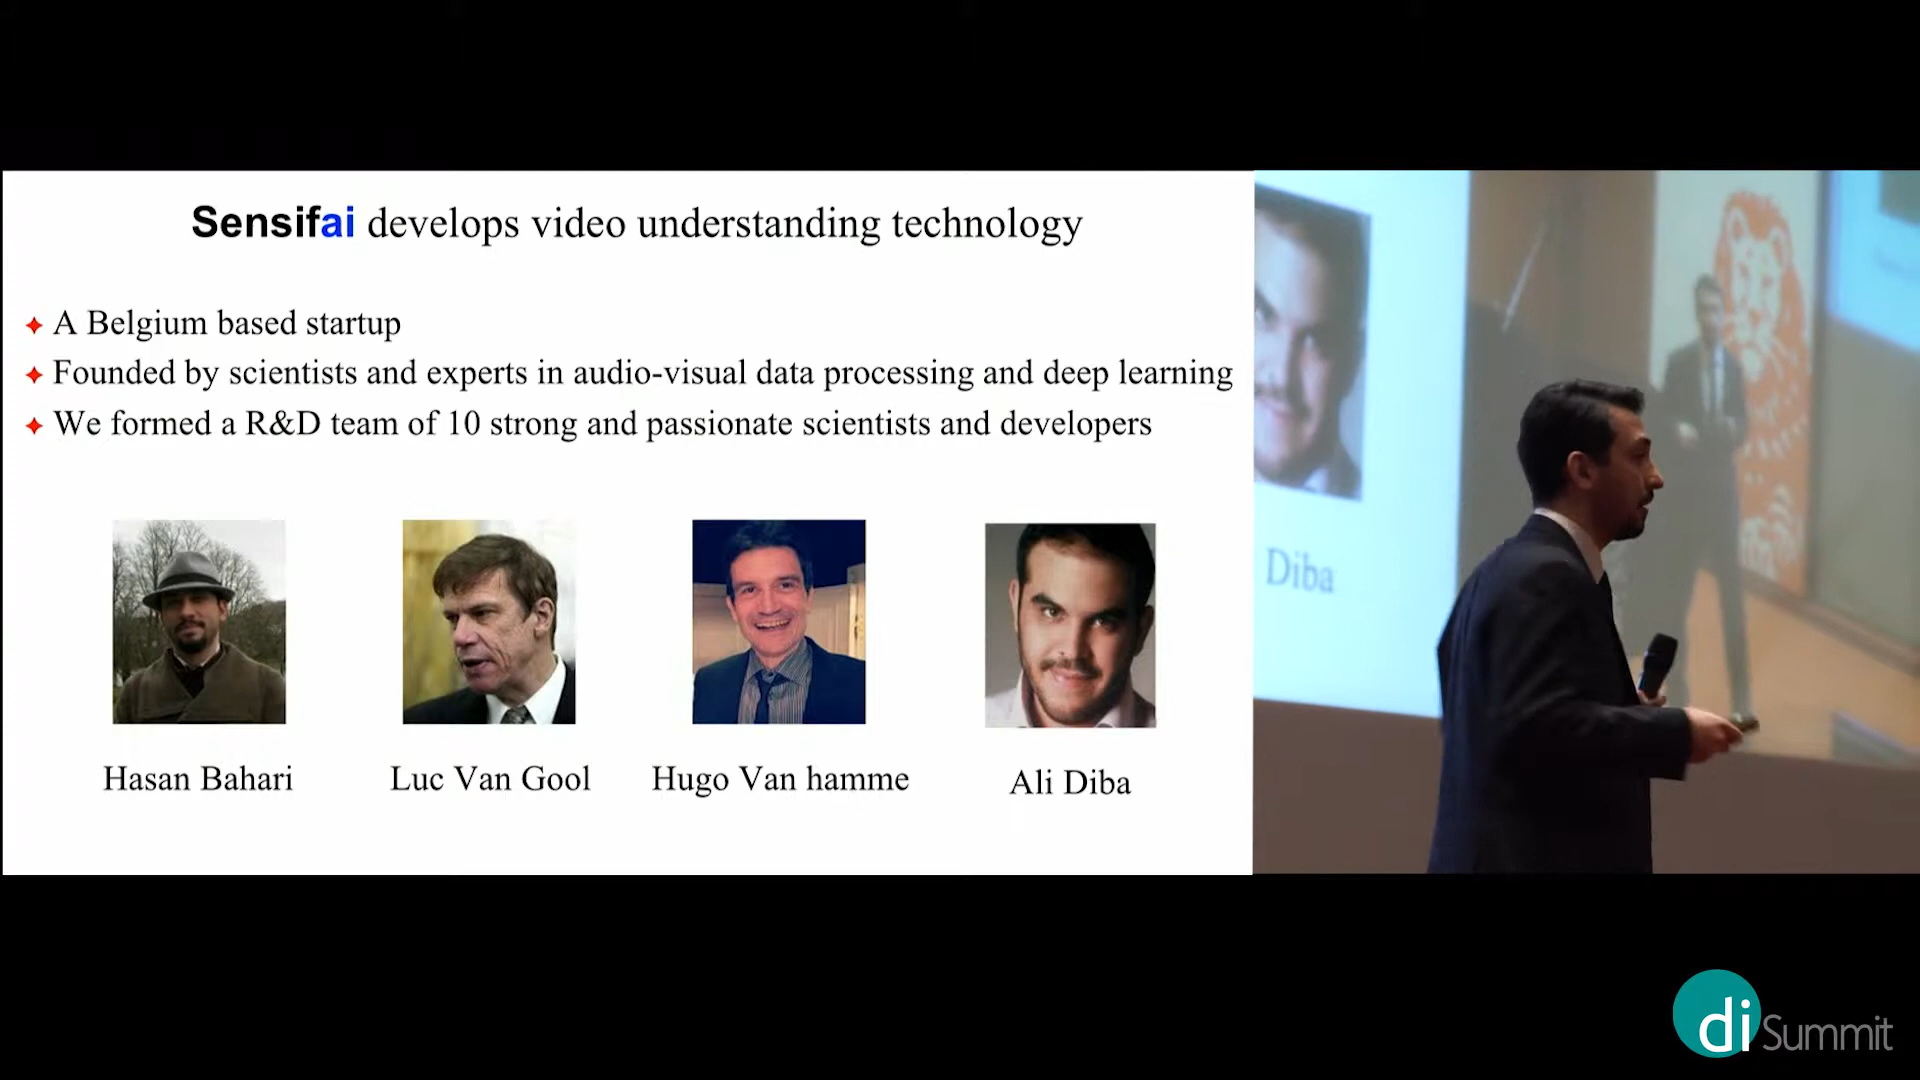 Sensifai develops video understanding technology
A Belgium based startup
Founded by scientists and experts in audio-visual data processing and deep learning
We formed a R&D team of 10 strong and passionate scientists and developers
Hasan Bahari
Luc Van Gool
Hugo Van hamme
Ali Diba
Diba
di Summit